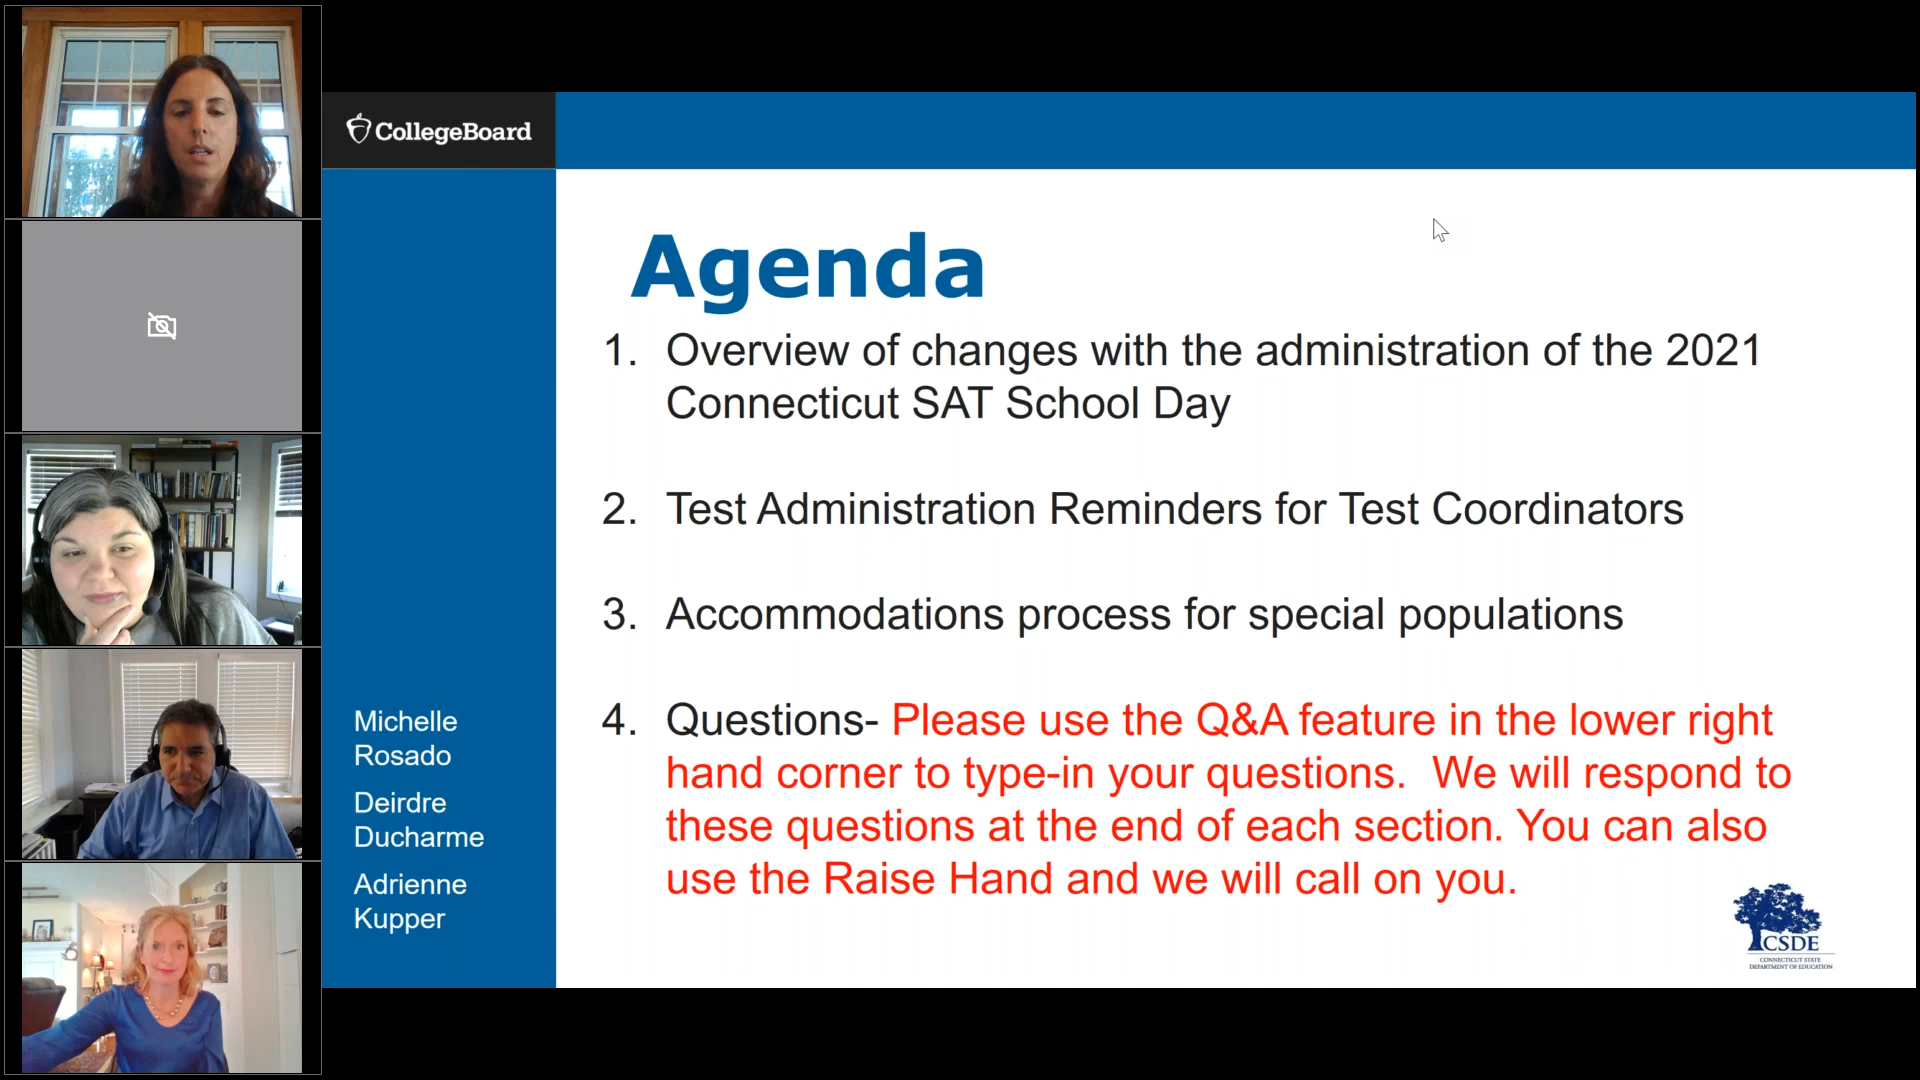 CollegeBoard
Agenda
1. Overview of changes with the administration of the 2021
Connecticut SAT School Day
2. Test Administration Reminders for Test Coordinators
3. Accommodations process for special populations
4. Questions- Please use the Q&A feature in the lower right
hand corner to type-in your questions.  We will respond to
these questions at the end of each section. You can also
use the Raise Hand and we will call on you.
Michelle
Rosado
Deirdre
Ducharme
Adrienne
Kupper
CSDE
CONNECTICUT STATE
DEPARTMENT OF EDUCATION